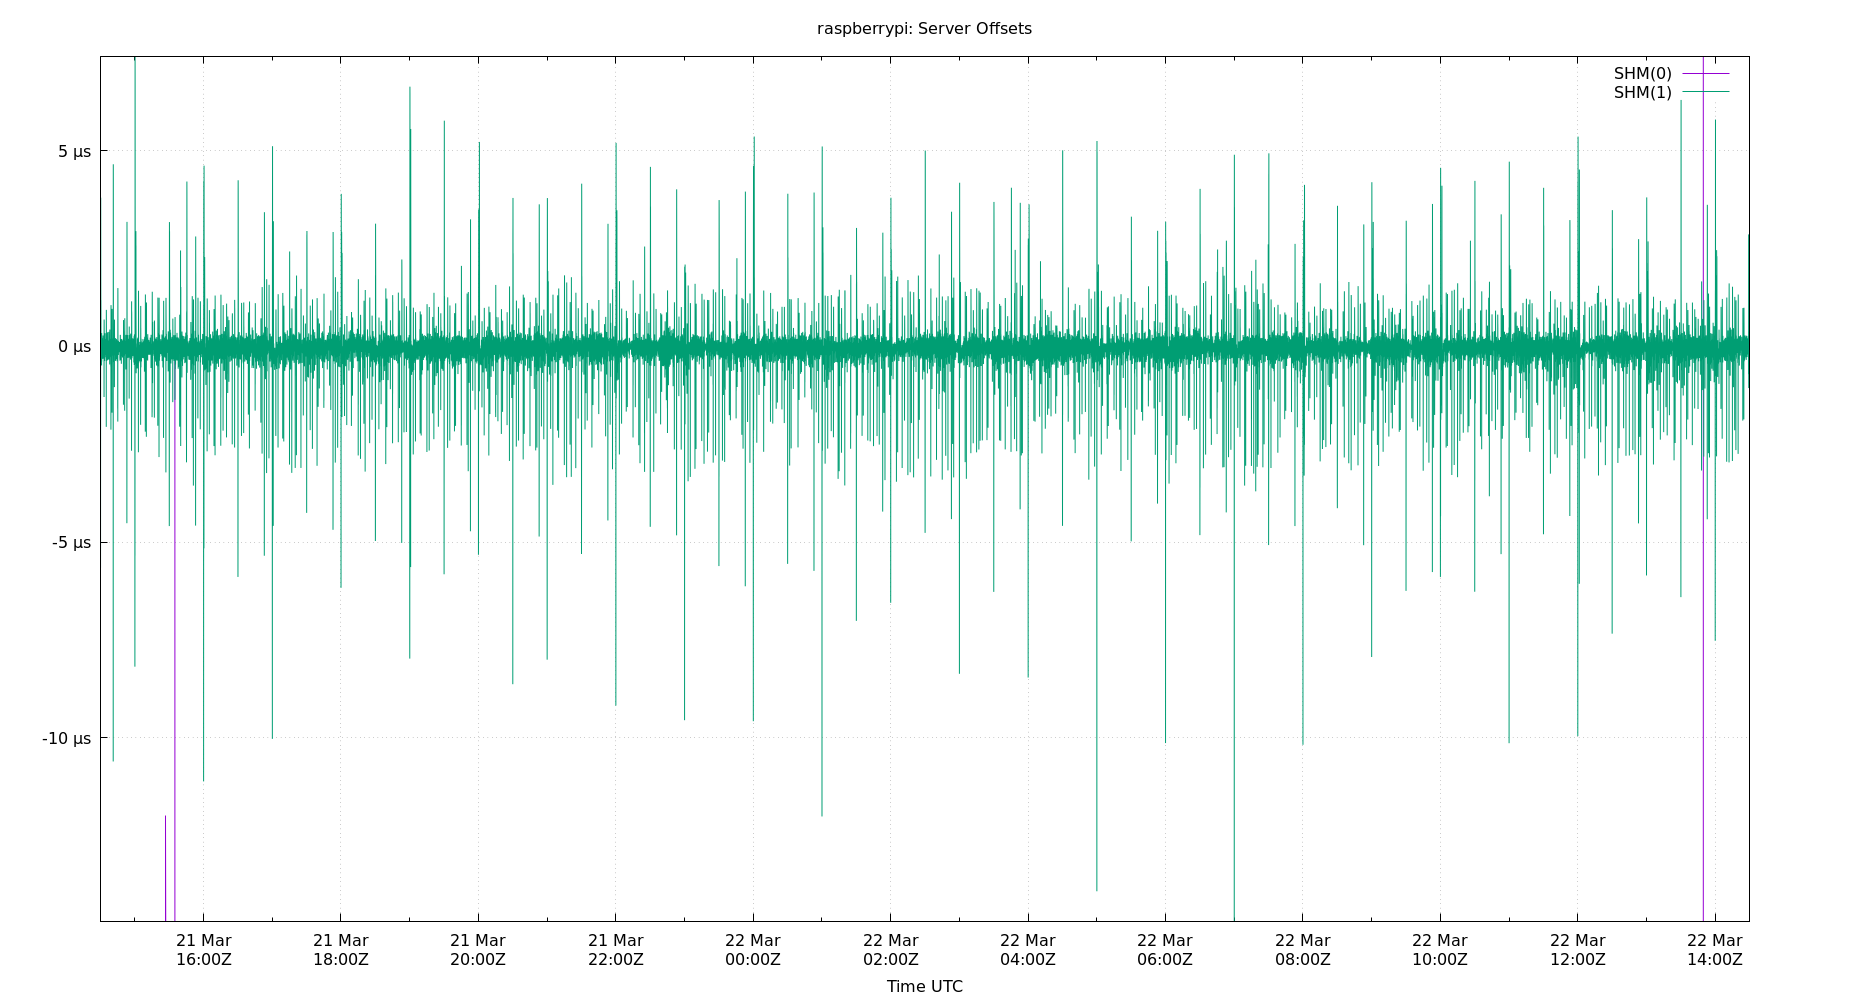 raspberrypi: Server Offsets
SHM(0)
SHM(1)
5 µs
0 µs
-5 µs
-10 µs
21 Mar 21 Mar 21 Mar 21 Mar 22 Mar 22 Mar 22 Mar 22 Mar 22 Mar 22 Mar 22 Mar 22 Mar
16:00Z 18:00Z 20:00Z 22:00Z 00:00Z 02:00Z 04:00Z 06:00Z 08:00Z 10:00Z 12:00Z 14:00Z
Time UTC